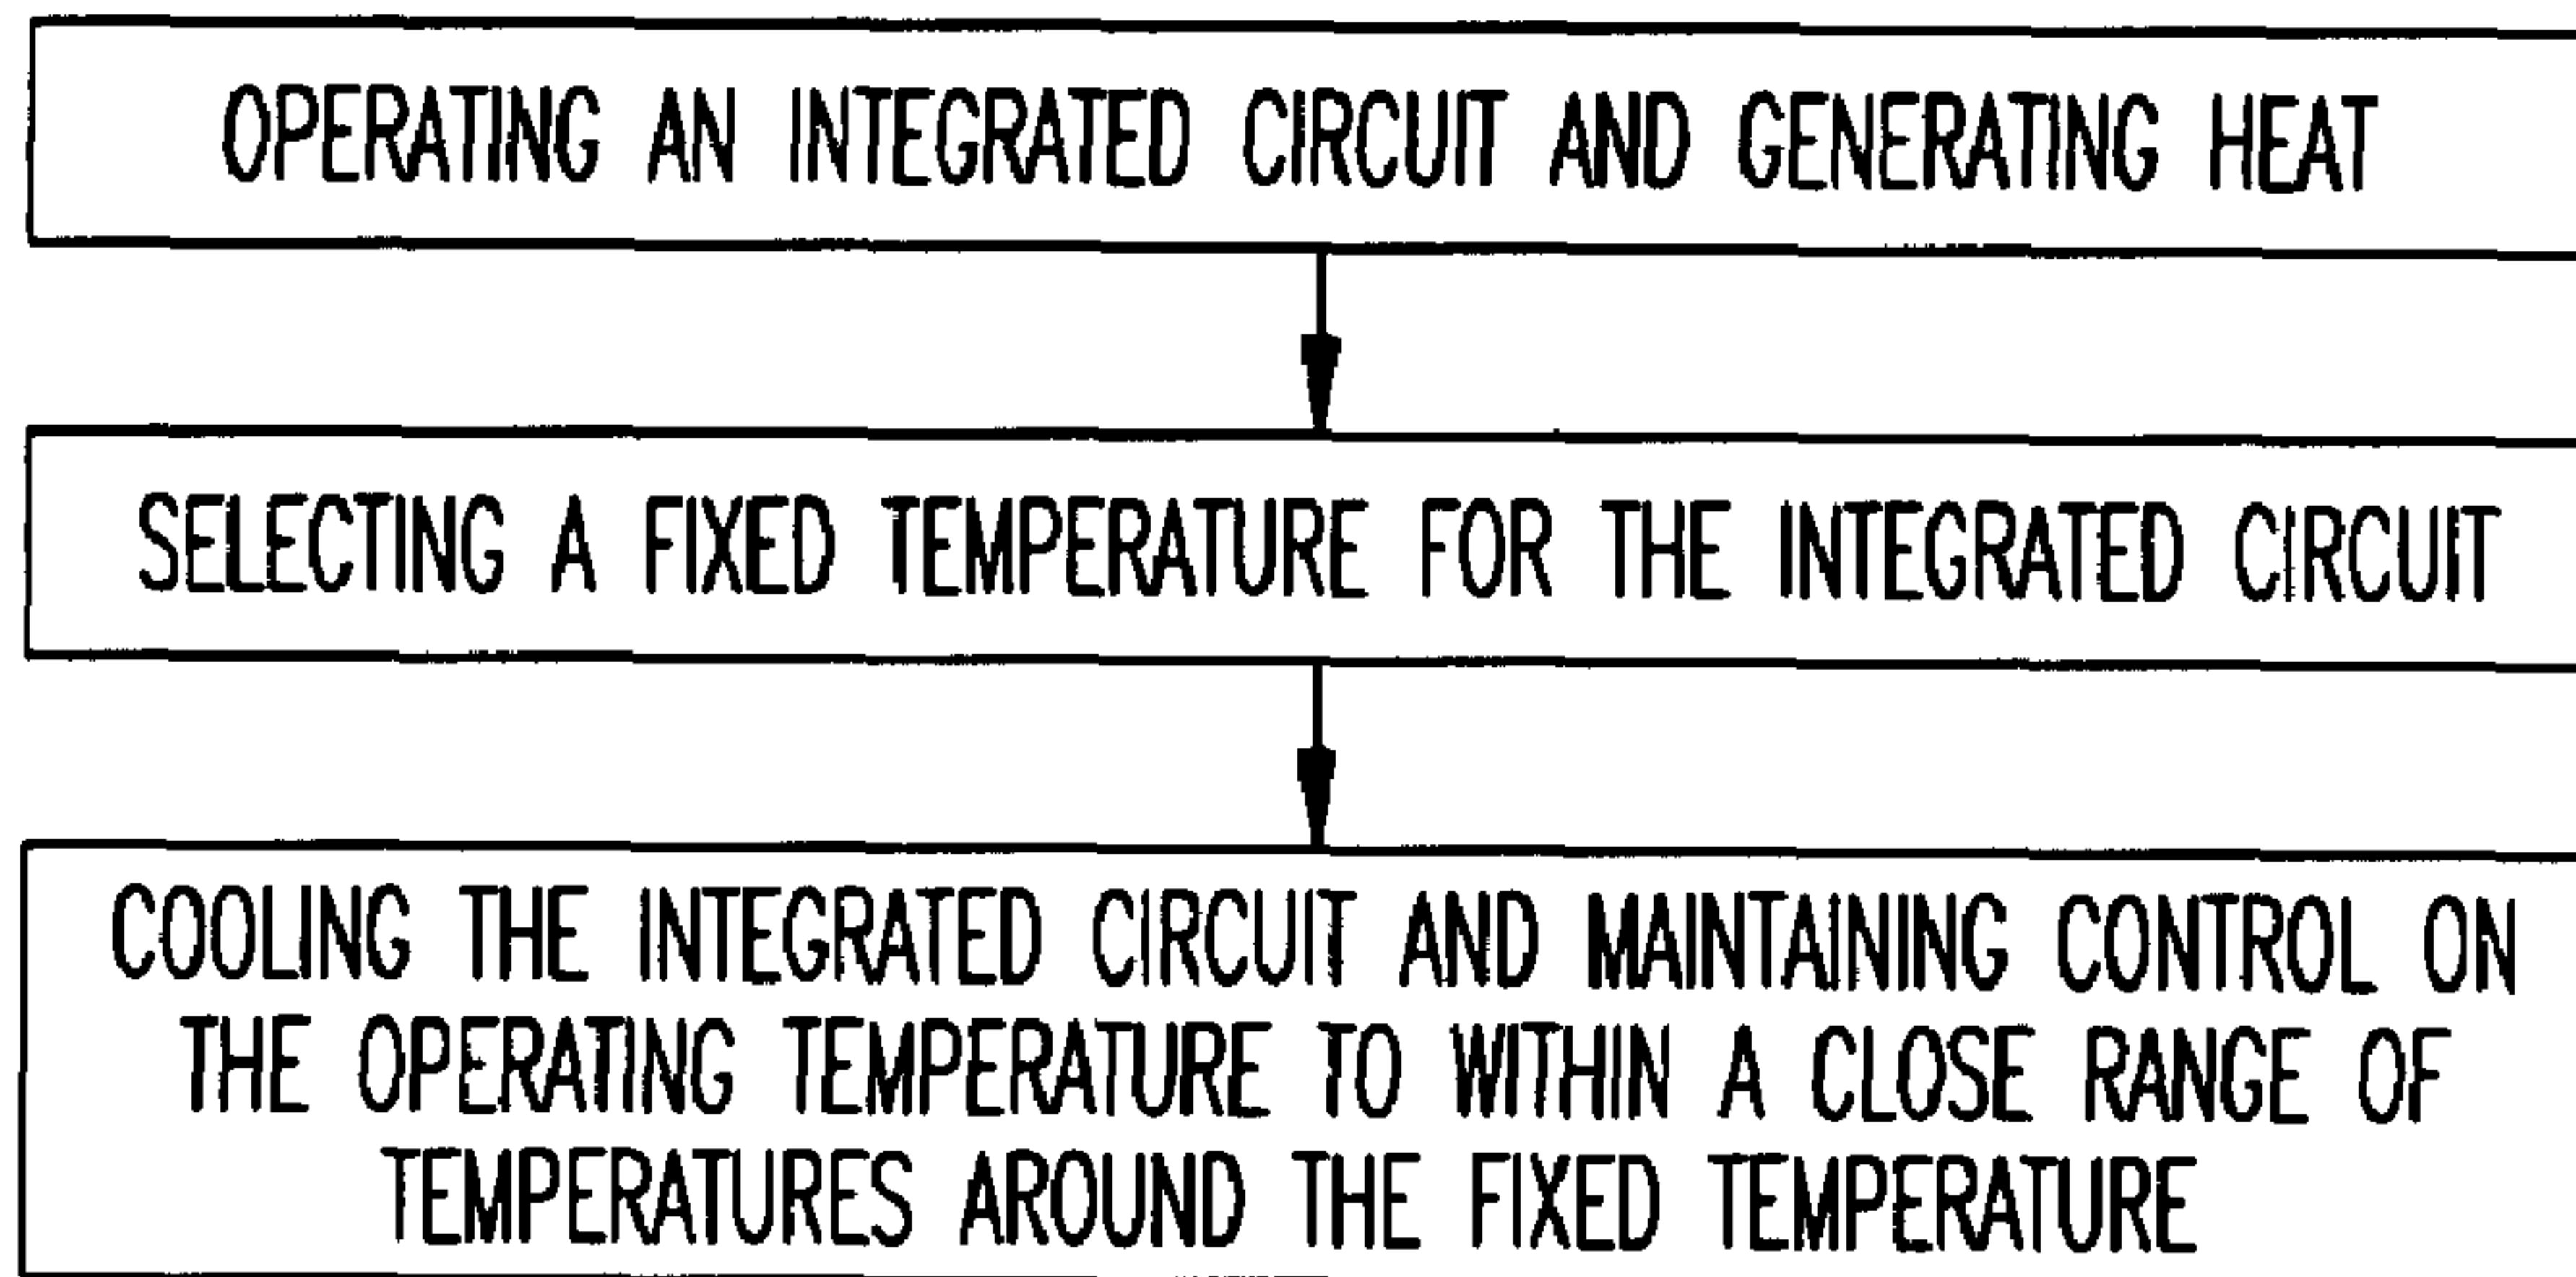 OPERATING AN INTEGRATED CIRCUIT AND GENERATING HEAT
SELECTING A FIXED TEMPERATURE FOR THE INTEGRATED CIRCUIT
COOLING THE INTEGRATED CIRCUIT AND MAINTAINING CONTROL ON
THE OPERATING TEMPERATURE TO WITHIN A CLOSE RANGE OF
TEMPERATURES AROUND THE FIXED TEMPERATURE